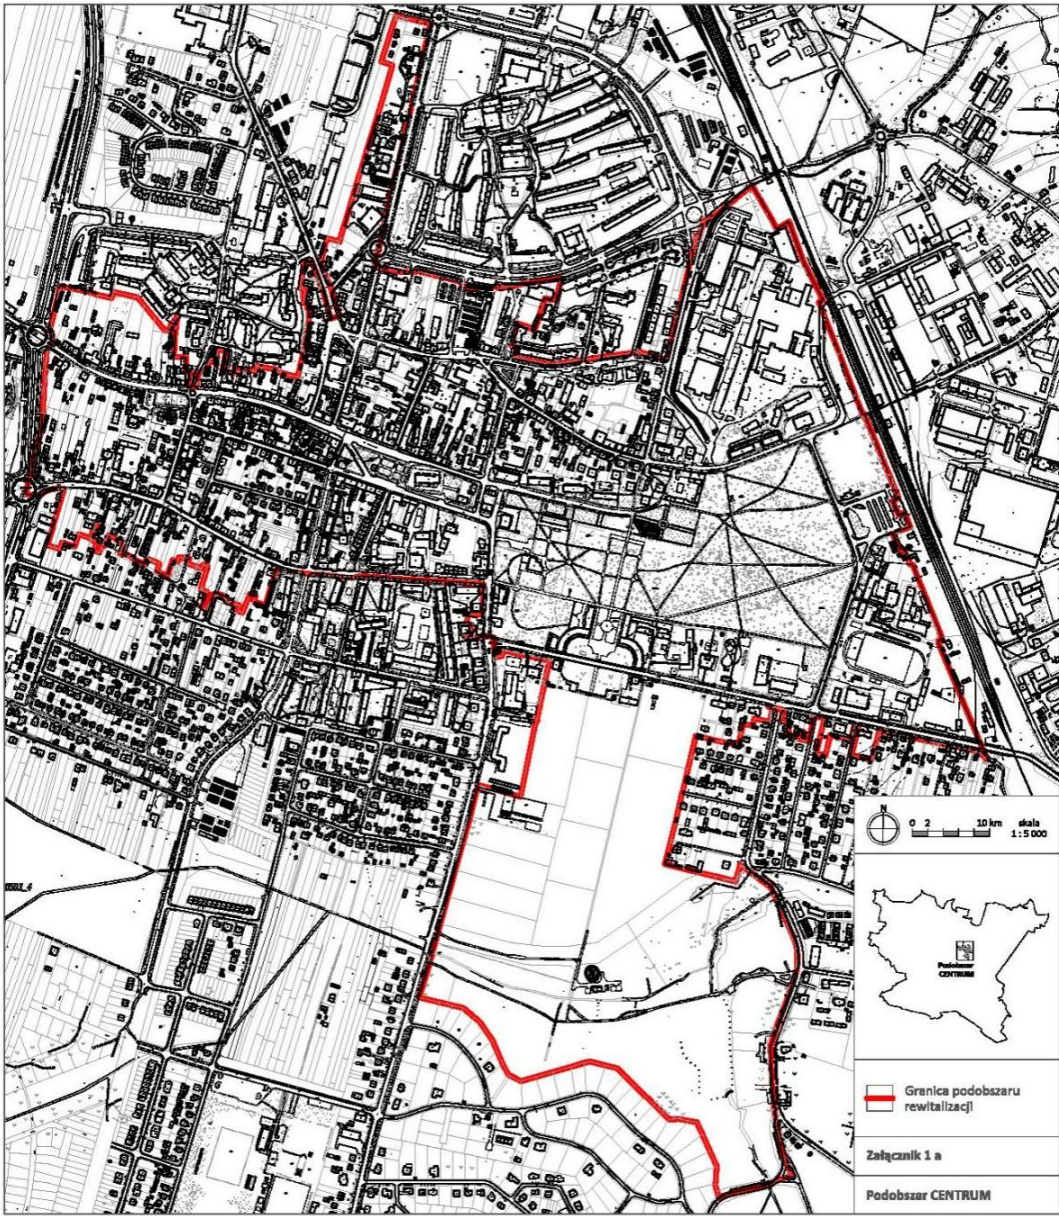 N
0 2 10 km skala
1 : 5 000
Podobszar
CENTRUM
Granica podobszaru
rewitalizacji
Załącznik 1 a
Podobszar CENTRUM